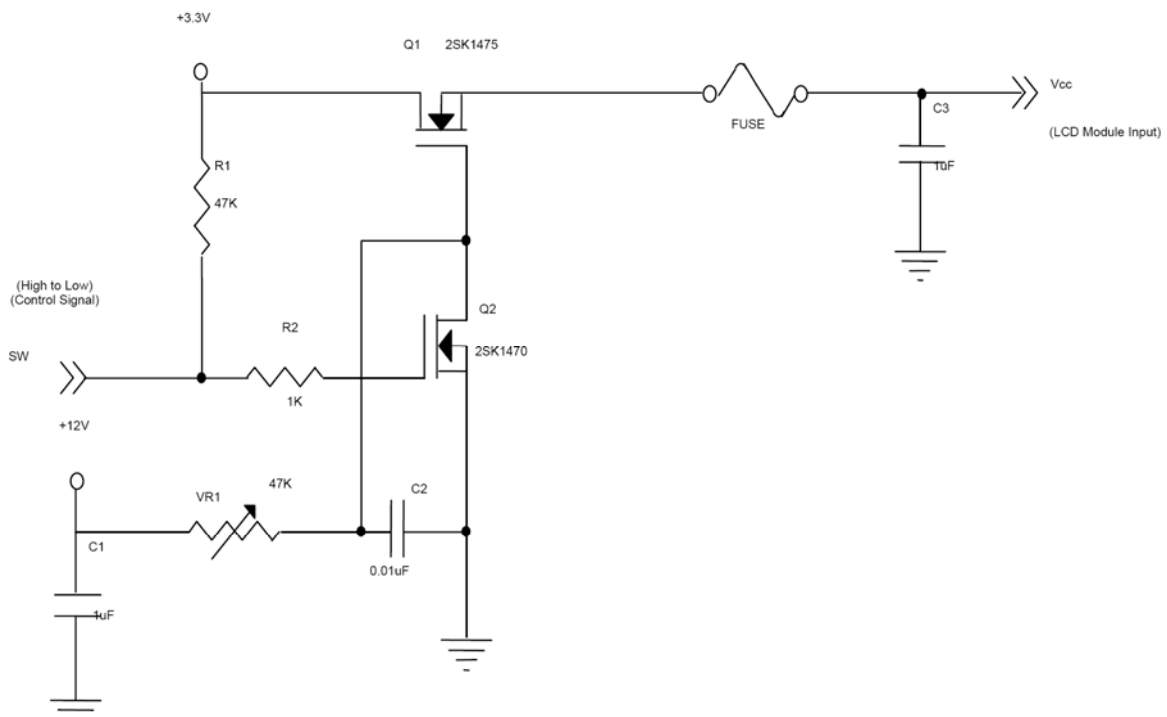 +3.3V
Q1 2SK1475
Vcc
C3
FUSE
(LCD Module Input)
R1
1uF
47K
(High to Low)
(Control Signal)
Q2
R2
2SK1470
SW
1K
+12V
47K
C2
VR1
C1
0.01uF
1uF